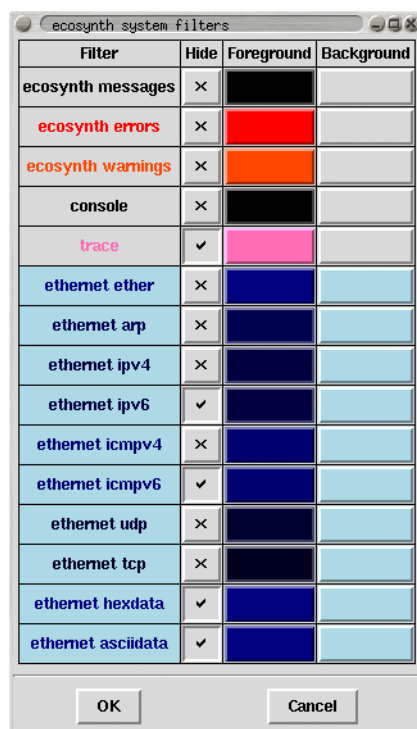 ecosynth system filters
Filter Hide Foreground Background
ecosynth messages
ecosynth errors
ecosynth warnings
console
trace
ethernet ether
ethernet arp
ethernet ipv4
ethernet ipv6
ethernet icmpv4
ethernet icmpv6
ethernet udp
ethernet tcp
ethernet hexdata
ethernet asciidata
OK Cancel